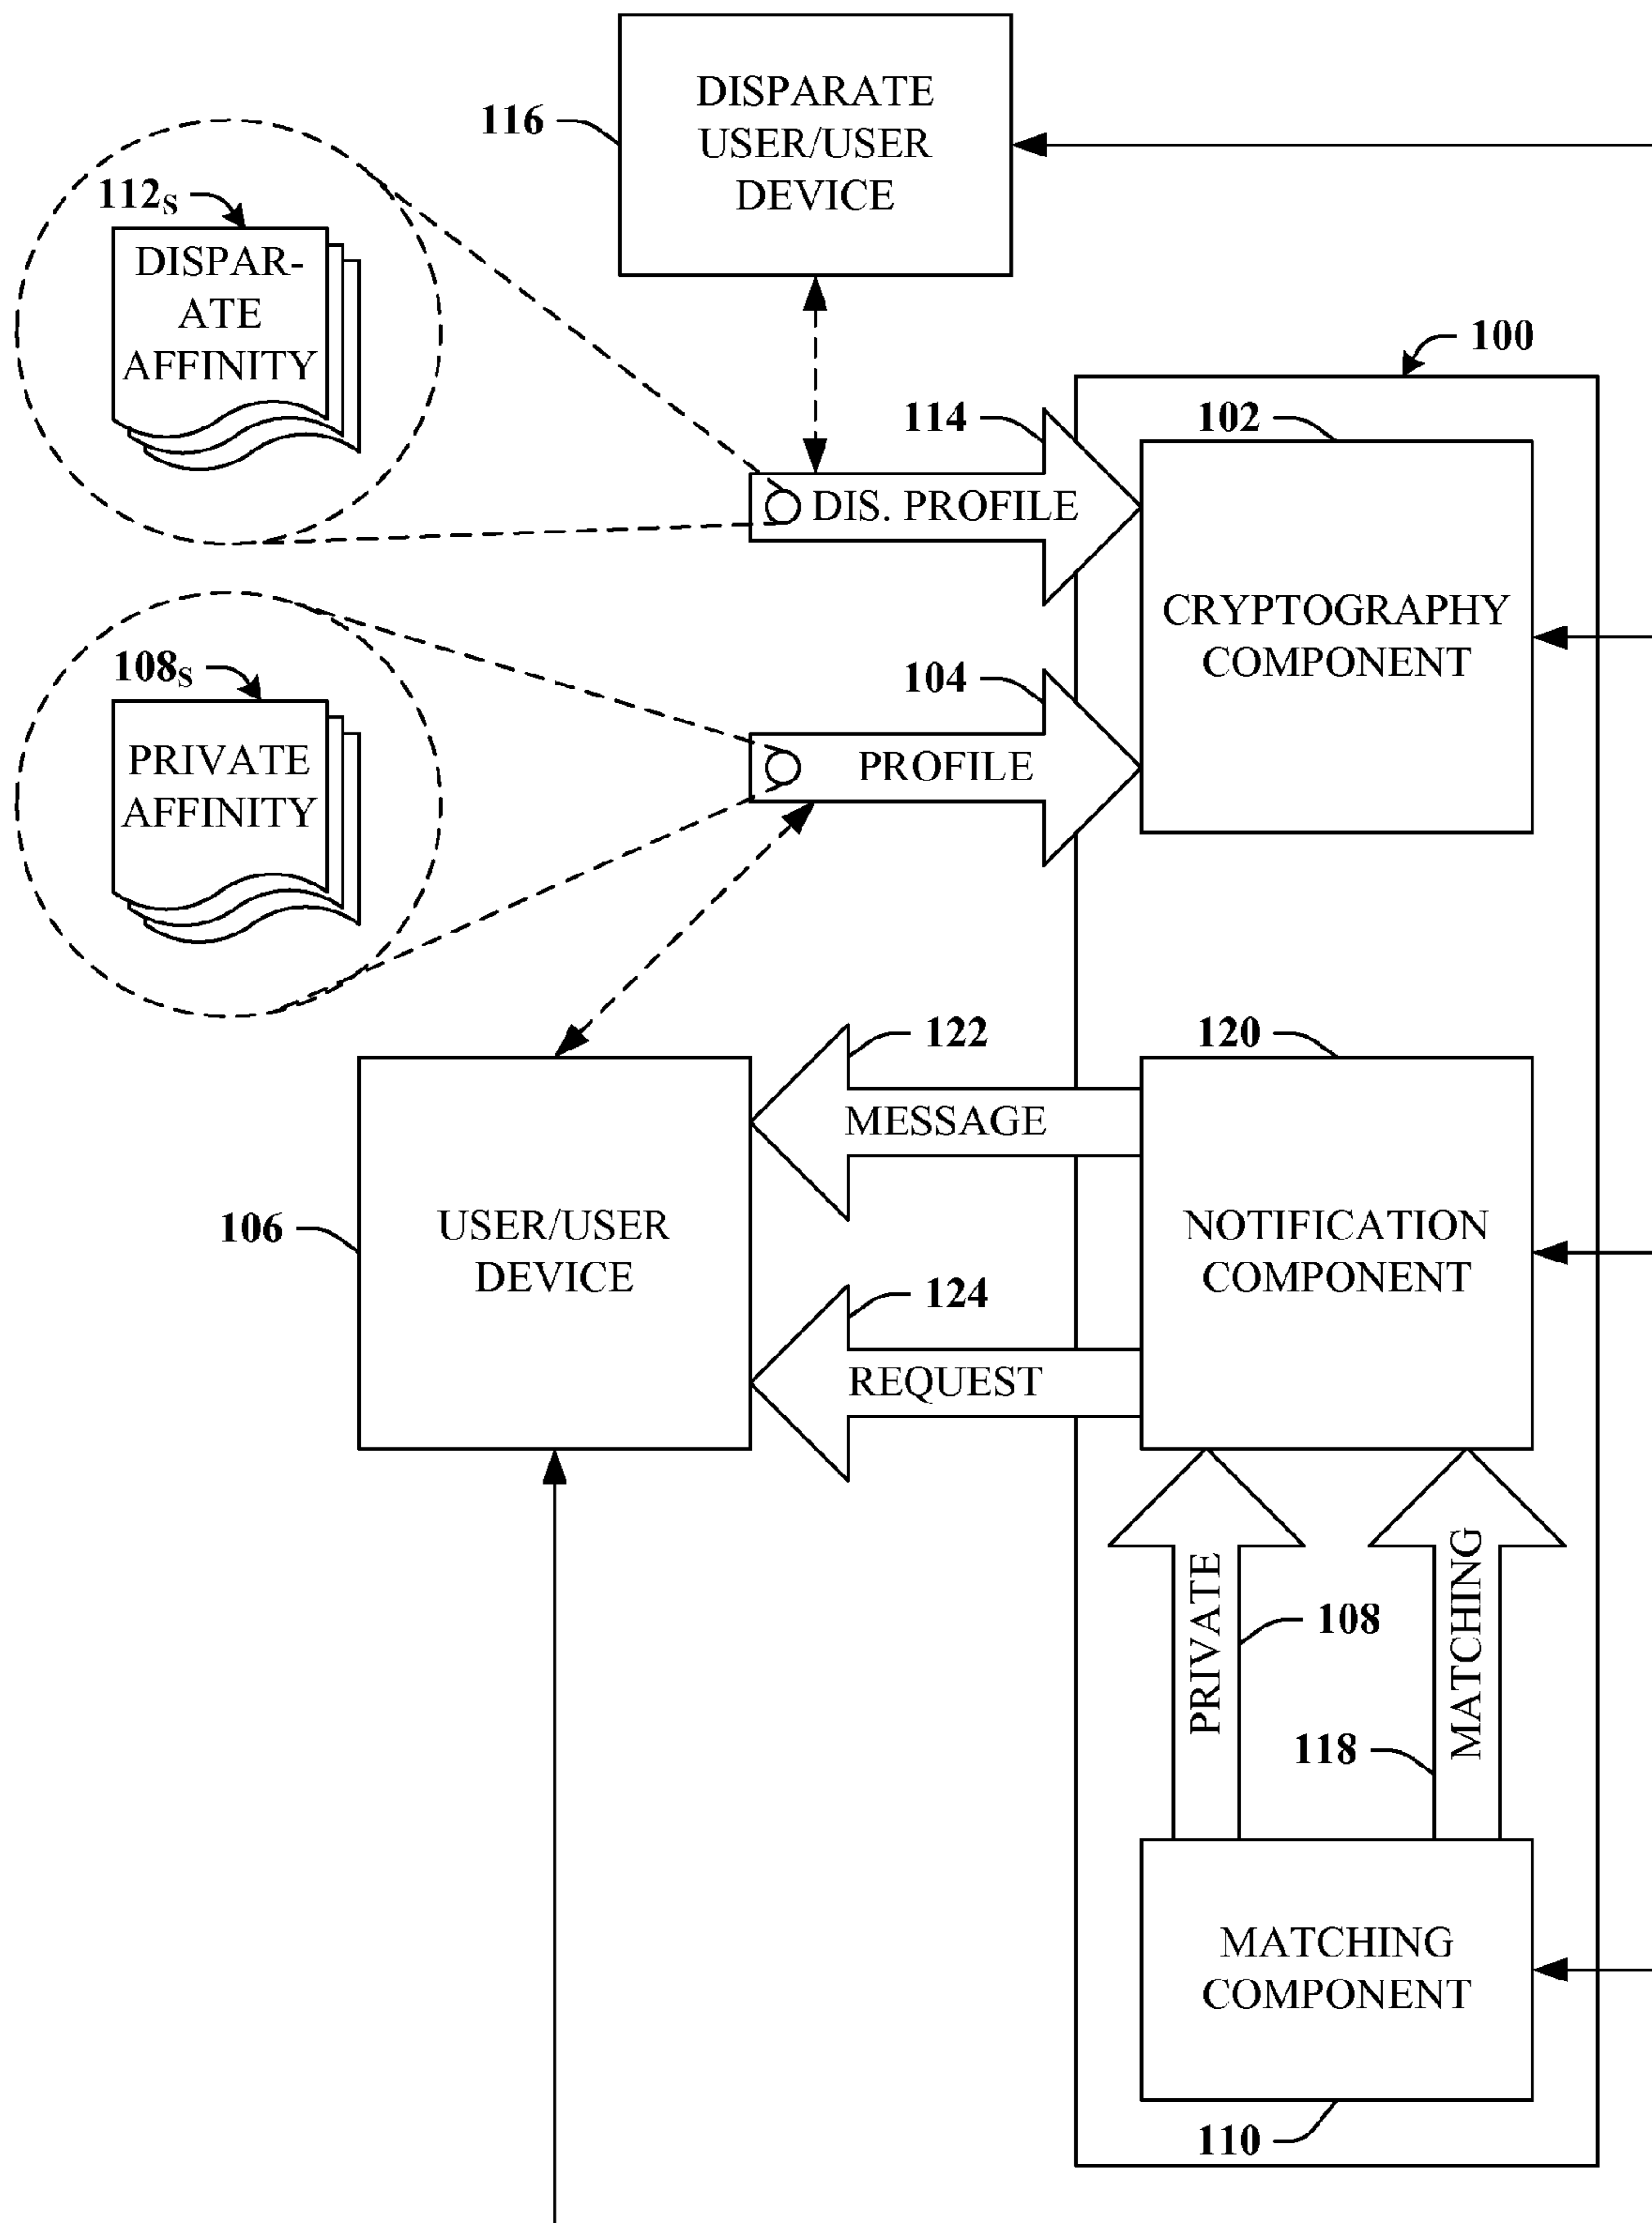 DISPARATE
USER/USER
DEVICE
116
112S
DISPAR-
ATE
AFFINITY
100
114
102
DIS. PROFILE
CRYPTOGRAPHY
COMPONENT
108S
104
PRIVATE
AFFINITY
PROFILE
122
120
MESSAGE
106
USER/USER
DEVICE
NOTIFICATION
COMPONENT
124
REQUEST
PRIVATE
108
MATCHING
118
MATCHING
COMPONENT
110